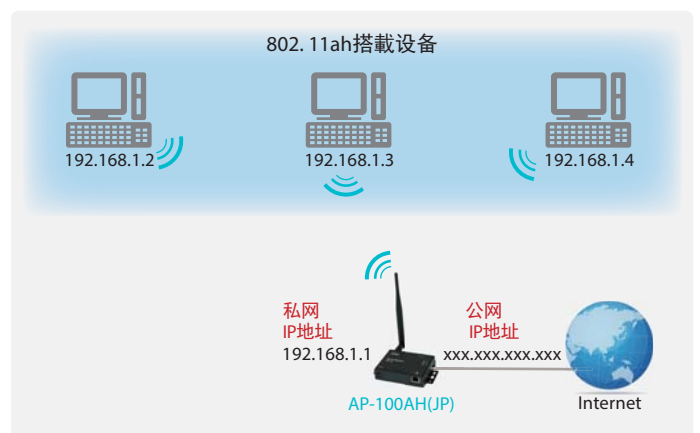 802. 11ah搭載设备
192.168.1.2
192.168.1.3
192.168.1.4
私网
IP地址
192.168.1.1
公网
IP地址
xxx.xxx.xxx.xxx
AP-100AH(JP)
Internet